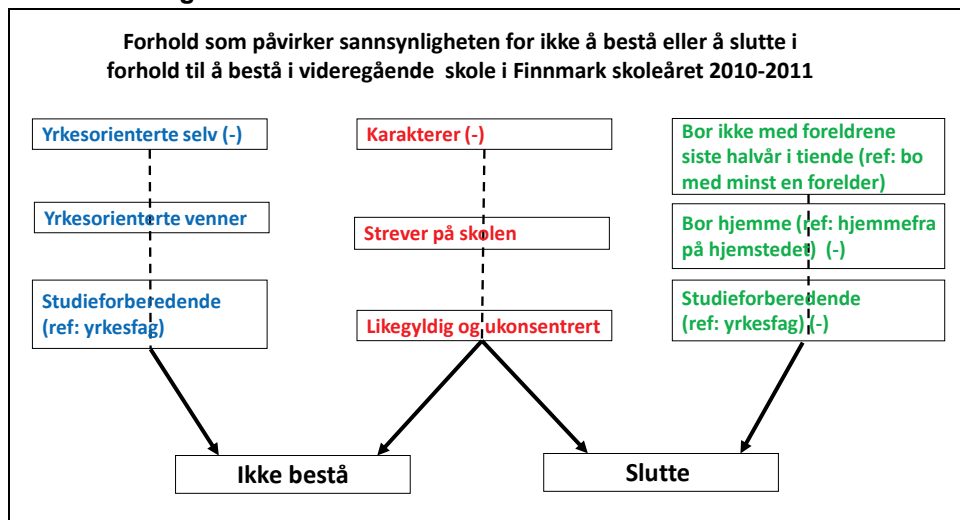 Forhold som påvirker sannsynligheten for ikke å bestå eller å slutte i
forhold til å bestå i videregående skole i Finnmark skoleåret 2010-2011
Yrkesorienterte selv (-)
Yrkesorienterte venner
Studieforberedende
(ref: yrkesfag)
Karakterer (-)
Strever på skolen
Likegyldig og ukonsentrert
Bor ikke med foreldrene
siste halvår i tiende (ref: bo
med minst en forelder)
Bor hjemme (ref: hjemmefra
på hjemstedet) (-)
Studieforberedende
(ref: yrkesfag) (-)
Ikke bestå
Slutte